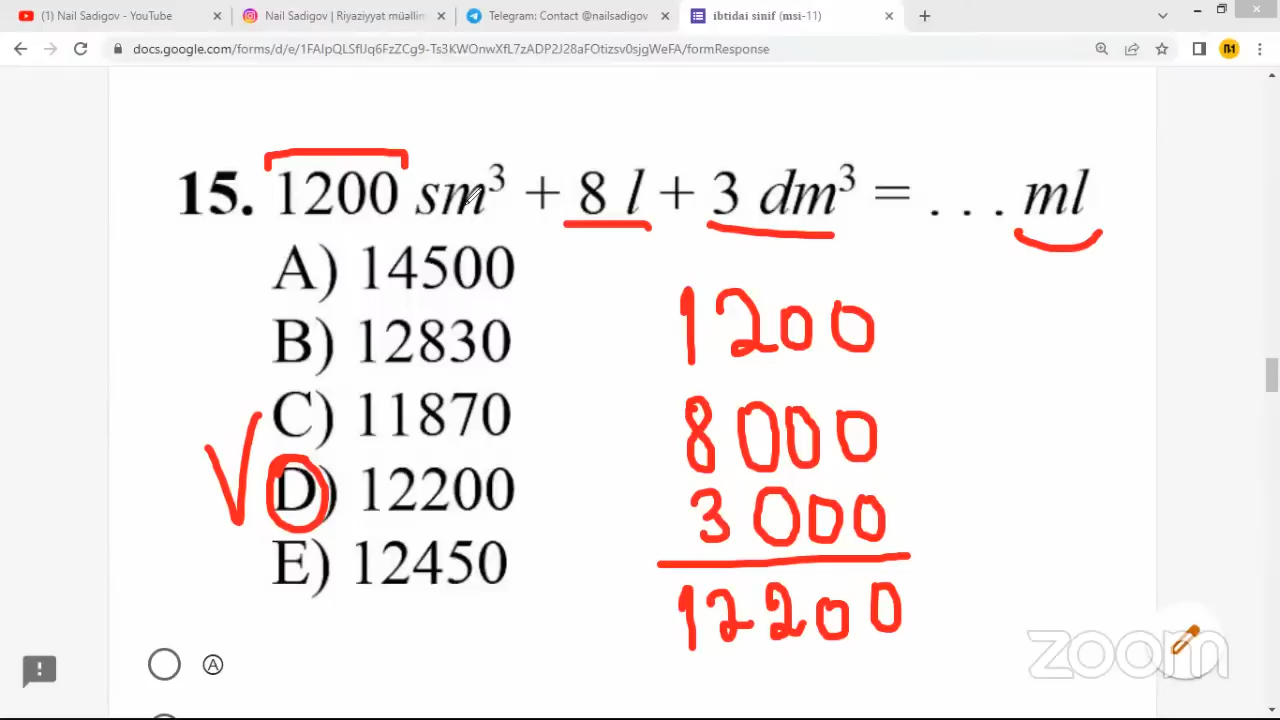 (1) Nail Sadigov - YouTube
Nail Sadigov | Riyaziyyat müəllim
Telegram: Contact @nailsadigov
ibtidai sinif (msi-11)
docs.google.com/forms/d/e/1FAIpQLSfUq6FzZCg9-Ts3KWOnwXfL7zADP2J28aFOtizsv0sjgWeFA/formResponse
15. 1200 sm³ + 8 l + 3 dm³ = . . . ml
A) 14500
B) 12830
C) 11870
D) 12200
E) 12450
1200
8000
3000
12200
A
zoom